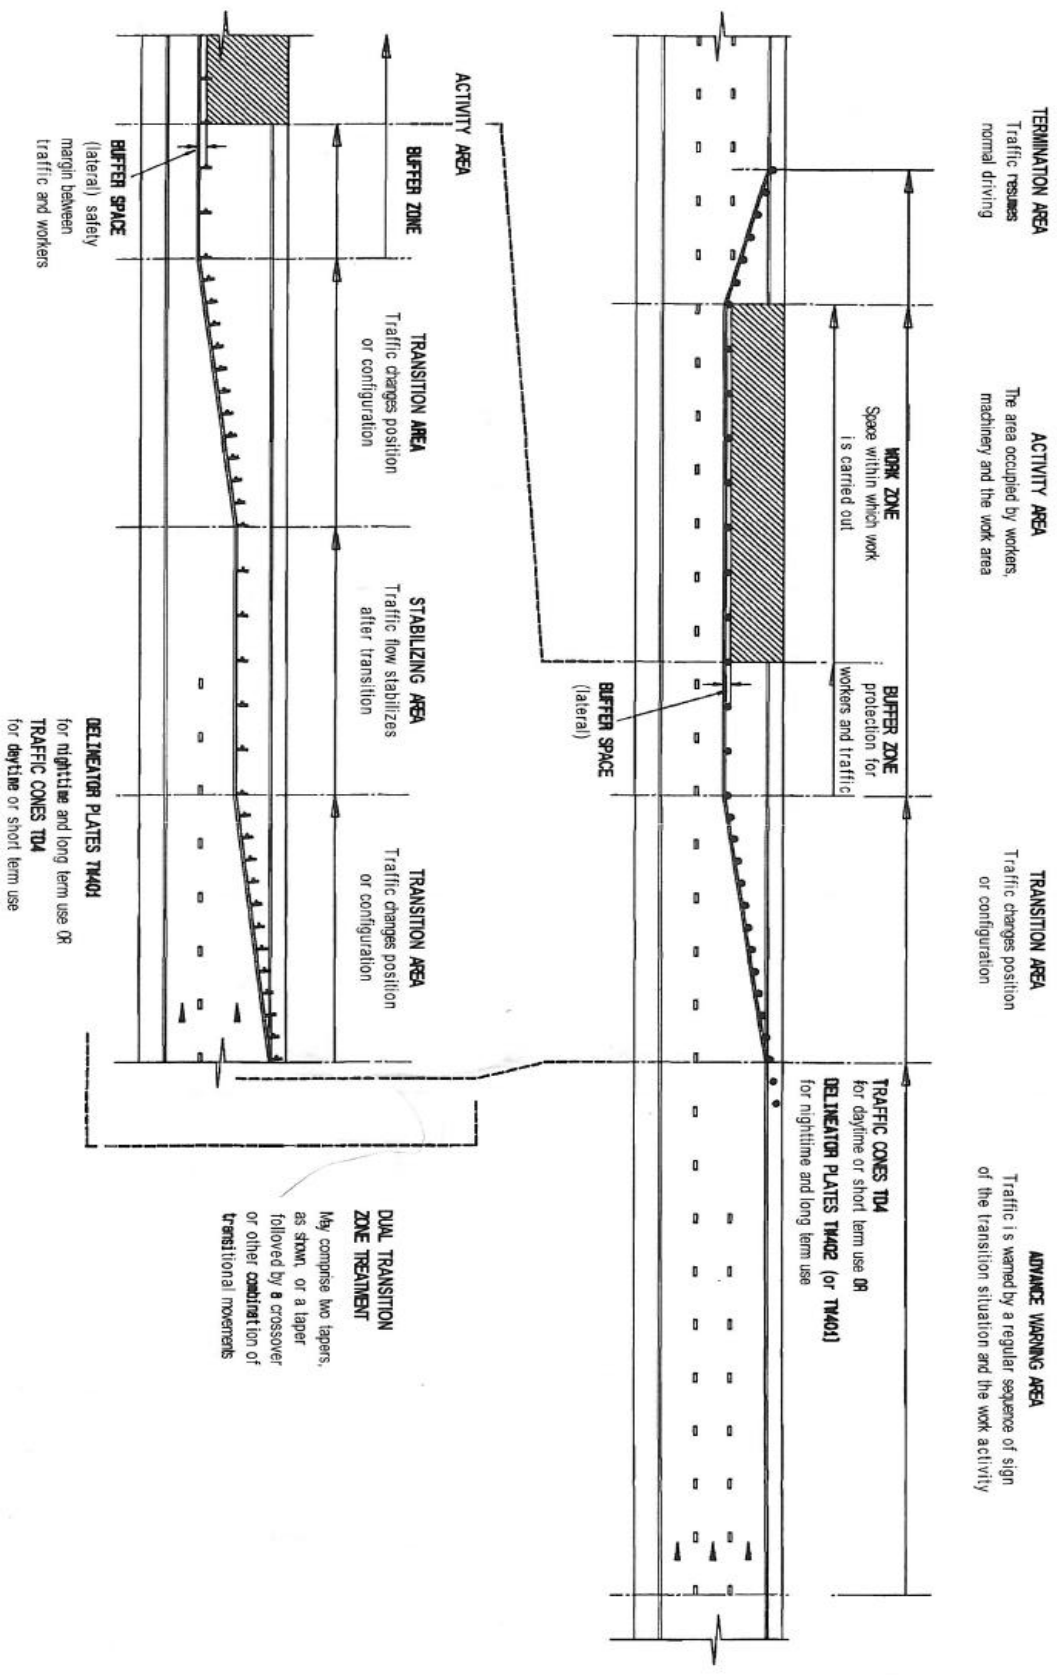 TERMINATION AREA
Traffic resumes
normal driving
ACTIVITY AREA
The area occupied by workers,
machinery and the work area
TRANSITION AREA
Traffic changes position
or configuration
ADVANCE WARNING AREA
Traffic is warned by a regular sequence of sign
of the transition situation and the work activity
WORK ZONE
Space within which work
is carried out
BUFFER ZONE
protection for
workers and traffic
TRAFFIC CONES TD4
for daytime or short term use OR
DELINEATOR PLATES TW402 (or TW401)
for nighttime and long term use
BUFFER SPACE
(lateral)
ACTIVITY AREA
BUFFER ZONE
TRANSITION AREA
Traffic changes position
or configuration
STABILIZING AREA
Traffic flow stabilizes
after transition
TRANSITION AREA
Traffic changes position
or configuration
DUAL TRANSITION
ZONE TREATMENT
May comprise two tapers,
as shown, or a taper
followed by a crossover
or other combination of
transitional movements
BUFFER SPACE
(lateral) safety
margin between
traffic and workers
DELINEATOR PLATES TW401
for nighttime and long term use OR
TRAFFIC CONES TD4
for daytime or short term use